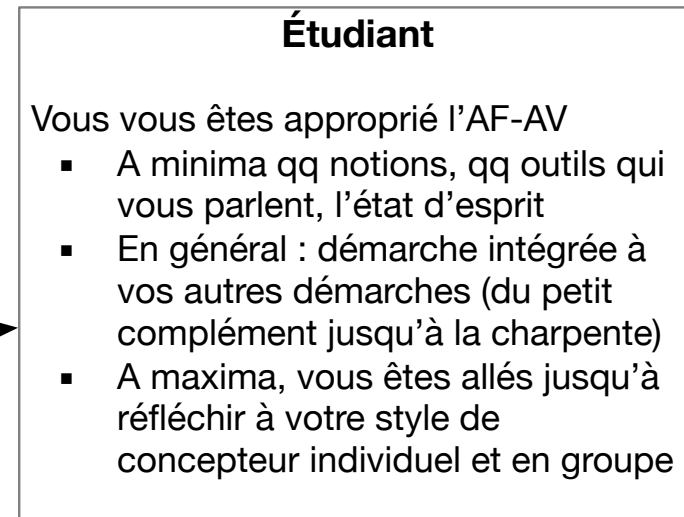 Étudiant
Vous vous êtes approprié l’AF-AV
▪ A minima qq notions, qq outils qui
vous parlent, l’état d’esprit
▪ En général : démarche intégrée à
vos autres démarches (du petit
complément jusqu’à la charpente)
▪ A maxima, vous êtes allés jusqu’à
réfléchir à votre style de
concepteur individuel et en groupe